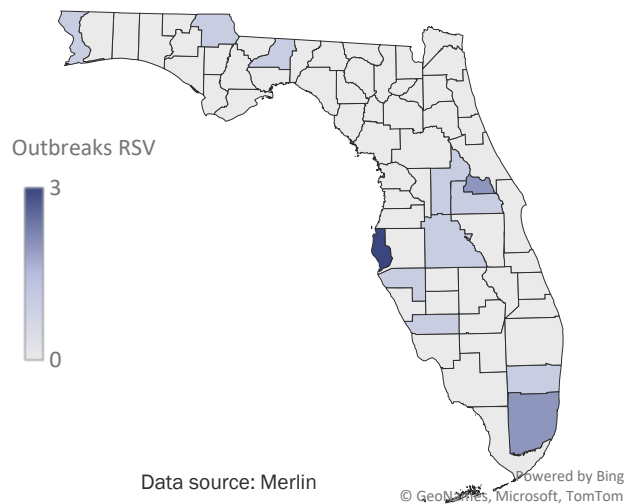 Outbreaks RSV
3
0
Data source: Merlin
Powered by Bing
© GeoNames, Microsoft, TomTom